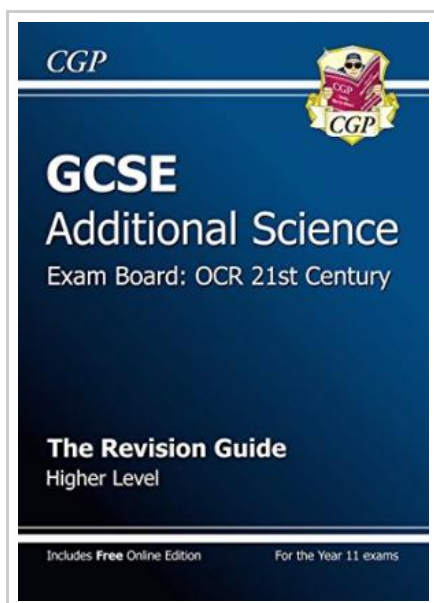 CGP
CGP
CGP
GCSE
Additional Science
Exam Board: OCR 21st Century
The Revision Guide
Higher Level
Includes Free Online Edition
For the Year 11 exams